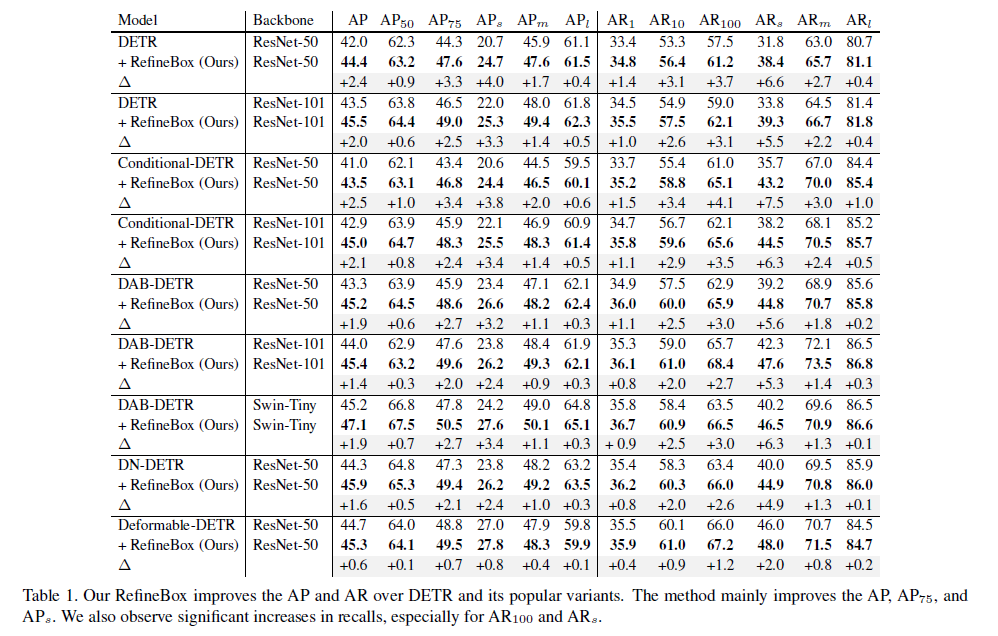 Model Backbone AP AP50 AP75 APs APm APl AR1 AR10 AR100 ARs ARm ARl
DETR ResNet-50 42.0 62.3 44.3 20.7 45.9 61.1 33.4 53.3 57.5 31.8 63.0 80.7
+ RefineBox (Ours) ResNet-50 44.4 63.2 47.6 24.7 47.6 61.5 34.8 56.4 61.2 38.4 65.7 81.1
Δ +2.4 +0.9 +3.3 +4.0 +1.7 +0.4 +1.4 +3.1 +3.7 +6.6 +2.7 +0.4
DETR ResNet-101 43.5 63.8 46.5 22.0 48.0 61.8 34.5 54.9 59.0 33.8 64.5 81.4
+ RefineBox (Ours) ResNet-101 45.5 64.4 49.0 25.3 49.4 62.3 35.5 57.5 62.1 39.3 66.7 81.8
Δ +2.0 +0.6 +2.5 +3.3 +1.4 +0.5 +1.0 +2.6 +3.1 +5.5 +2.2 +0.4
Conditional-DETR ResNet-50 41.0 62.1 43.4 20.6 44.5 59.5 33.7 55.4 61.0 35.7 67.0 84.4
+ RefineBox (Ours) ResNet-50 43.5 63.1 46.8 24.4 46.5 60.1 35.2 58.8 65.1 43.2 70.0 85.4
Δ +2.5 +1.0 +3.4 +3.8 +2.0 +0.6 +1.5 +3.4 +4.1 +7.5 +3.0 +1.0
Conditional-DETR ResNet-101 42.9 63.9 45.9 22.1 46.9 60.9 34.7 56.7 62.1 38.2 68.1 85.2
+ RefineBox (Ours) ResNet-101 45.0 64.7 48.3 25.5 48.3 61.4 35.8 59.6 65.6 44.5 70.5 85.7
Δ +2.1 +0.8 +2.4 +3.4 +1.4 +0.5 +1.1 +2.9 +3.5 +6.3 +2.4 +0.5
DAB-DETR ResNet-50 43.3 63.9 45.9 23.4 47.1 62.1 34.9 57.5 62.9 39.2 68.9 85.6
+ RefineBox (Ours) ResNet-50 45.2 64.5 48.6 26.6 48.2 62.4 36.0 60.0 65.9 44.8 70.7 85.8
Δ +1.9 +0.6 +2.7 +3.2 +1.1 +0.3 +1.1 +2.5 +3.0 +5.6 +1.8 +0.2
DAB-DETR ResNet-101 44.0 62.9 47.6 23.8 48.4 61.9 35.3 59.0 65.7 42.3 72.1 86.5
+ RefineBox (Ours) ResNet-101 45.4 63.2 49.6 26.2 49.3 62.1 36.1 61.0 68.4 47.6 73.5 86.8
Δ +1.4 +0.3 +2.0 +2.4 +0.9 +0.3 +0.8 +2.0 +2.7 +5.3 +1.4 +0.3
DAB-DETR Swin-Tiny 45.2 66.8 47.8 24.2 49.0 64.8 35.8 58.4 63.5 40.2 69.6 86.5
+ RefineBox (Ours) Swin-Tiny 47.1 67.5 50.5 27.6 50.1 65.1 36.7 60.9 66.5 46.5 70.9 86.6
Δ +1.9 +0.7 +2.7 +3.4 +1.1 +0.3 + 0.9 +2.5 +3.0 +6.3 +1.3 +0.1
DN-DETR ResNet-50 44.3 64.8 47.3 23.8 48.2 63.2 35.4 58.3 63.4 40.0 69.5 85.9
+ RefineBox (Ours) ResNet-50 45.9 65.3 49.4 26.2 49.2 63.5 36.2 60.3 66.0 44.9 70.8 86.0
Δ +1.6 +0.5 +2.1 +2.4 +1.0 +0.3 +0.8 +2.0 +2.6 +4.9 +1.3 +0.1
Deformable-DETR ResNet-50 44.7 64.0 48.8 27.0 47.9 59.8 35.5 60.1 66.0 46.0 70.7 84.5
+ RefineBox (Ours) ResNet-50 45.3 64.1 49.5 27.8 48.3 59.9 35.9 61.0 67.2 48.0 71.5 84.7
Δ +0.6 +0.1 +0.7 +0.8 +0.4 +0.1 +0.4 +0.9 +1.2 +2.0 +0.8 +0.2
Table 1. Our RefineBox improves the AP and AR over DETR and its popular variants. The method mainly improves the AP, AP75, and
APs. We also observe significant increases in recalls, especially for AR100 and ARs.